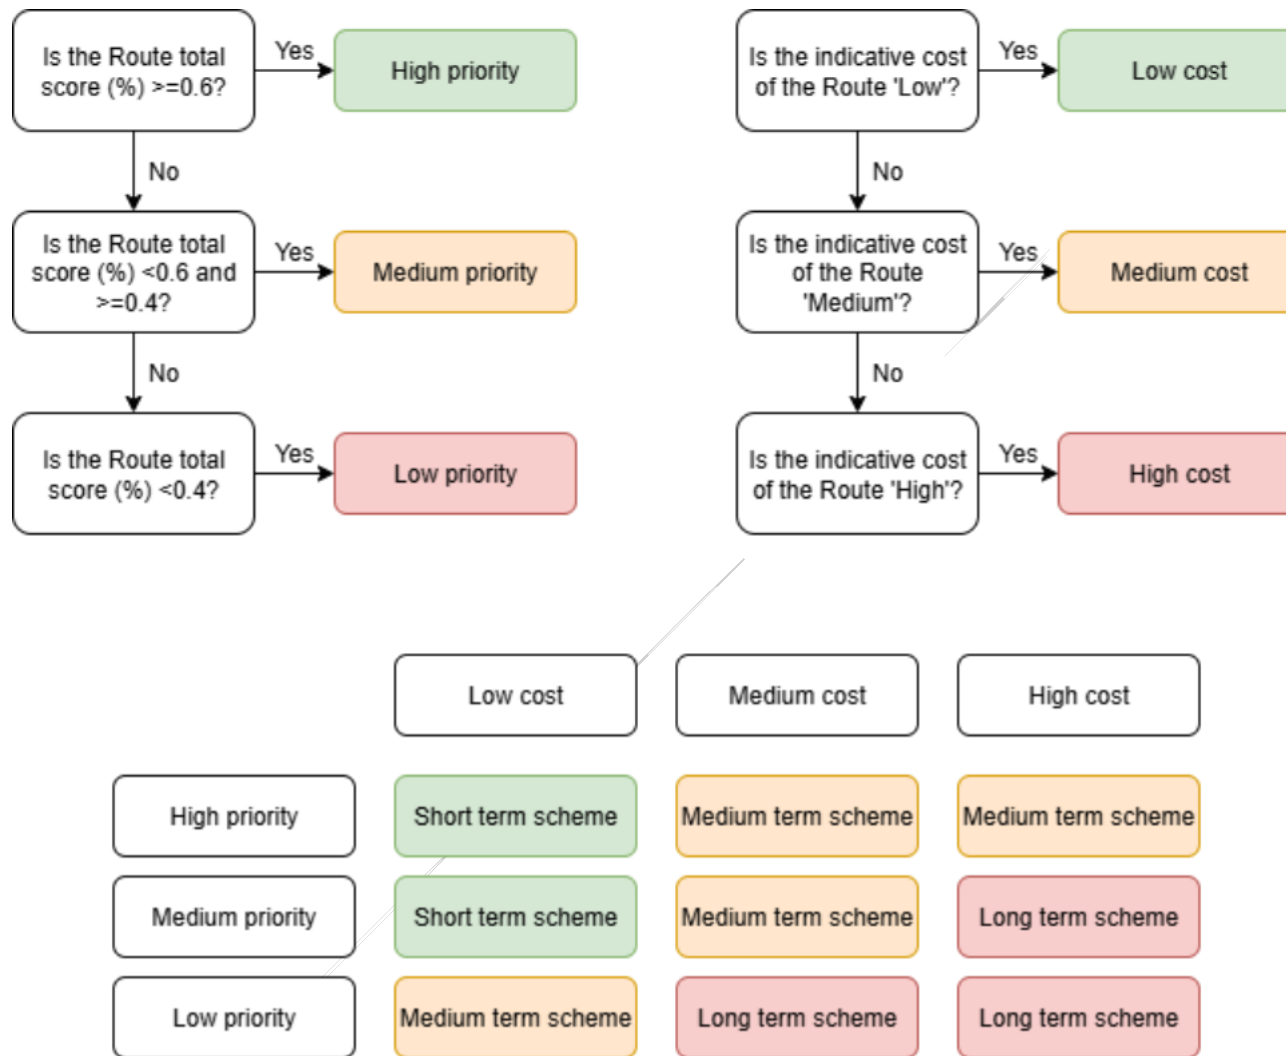 Is the Route total
score (%) >=0.6?
Yes
High priority
No
Is the Route total
score (%) <0.6 and
>=0.4?
Yes
Medium priority
No
Is the Route total
score (%) <0.4?
Yes
Low priority
Is the indicative cost
of the Route 'Low'?
Yes
Low cost
No
Is the indicative cost
of the Route
'Medium'?
Yes
Medium cost
No
Is the indicative cost
of the Route 'High'?
Yes
High cost
Low cost
Medium cost
High cost
High priority
Short term scheme
Medium term scheme
Medium term scheme
Medium priority
Short term scheme
Medium term scheme
Long term scheme
Low priority
Medium term scheme
Long term scheme
Long term scheme